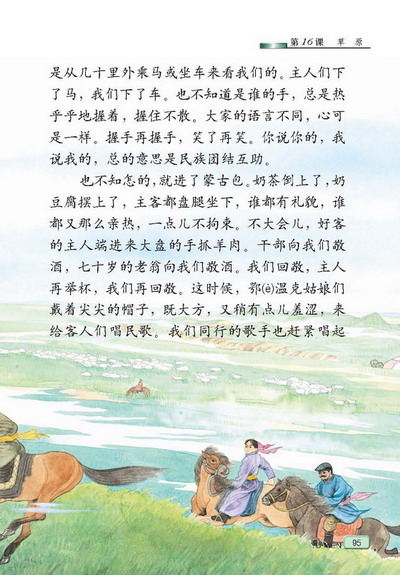 第16课 草原
是从几十里外乘马或坐车来看我们的。主人们下
了马，我们下了车。也不知道是谁的手，总是热
乎乎地握着，握住不散。大家的语言不同，心可
是一样。握手再握手，笑了再笑。你说你的，我
说我的，总的意思是民族团结互助。
也不知怎的，就进了蒙古包。奶茶倒上了，奶
豆腐摆上了，主客都盘腿坐下，谁都有礼貌，谁
都又那么亲热，一点儿不拘束。不大会儿，好客
的主人端进来大盘的手抓羊肉。干部向我们敬
酒，七十岁的老翁向我们敬酒。我们回敬，主人
再举杯，我们再回敬。这时候，鄂(è)温克姑娘们
戴着尖尖的帽子，既大方，又稍有点儿羞涩，来
给客人们唱民歌。我们同行的歌手也赶紧唱起
95